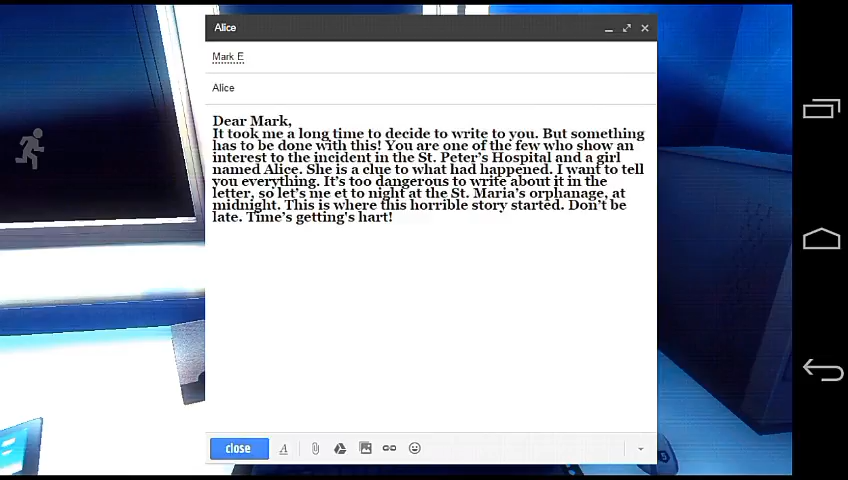 Alice
Mark E
Alice
Dear Mark,
It took me a long time to decide to write to you. But something
has to be done with this! You are one of the few who show an
interest to the incident in the St. Peter's Hospital and a girl
named Alice. She is a clue to what had happened. I want to tell
you everything. It's too dangerous to write about it in the
letter, so let's me et to night at the St. Maria's orphanage, at
midnight. This is where this horrible story started. Don't be
late. Time's getting's hart!
close
A